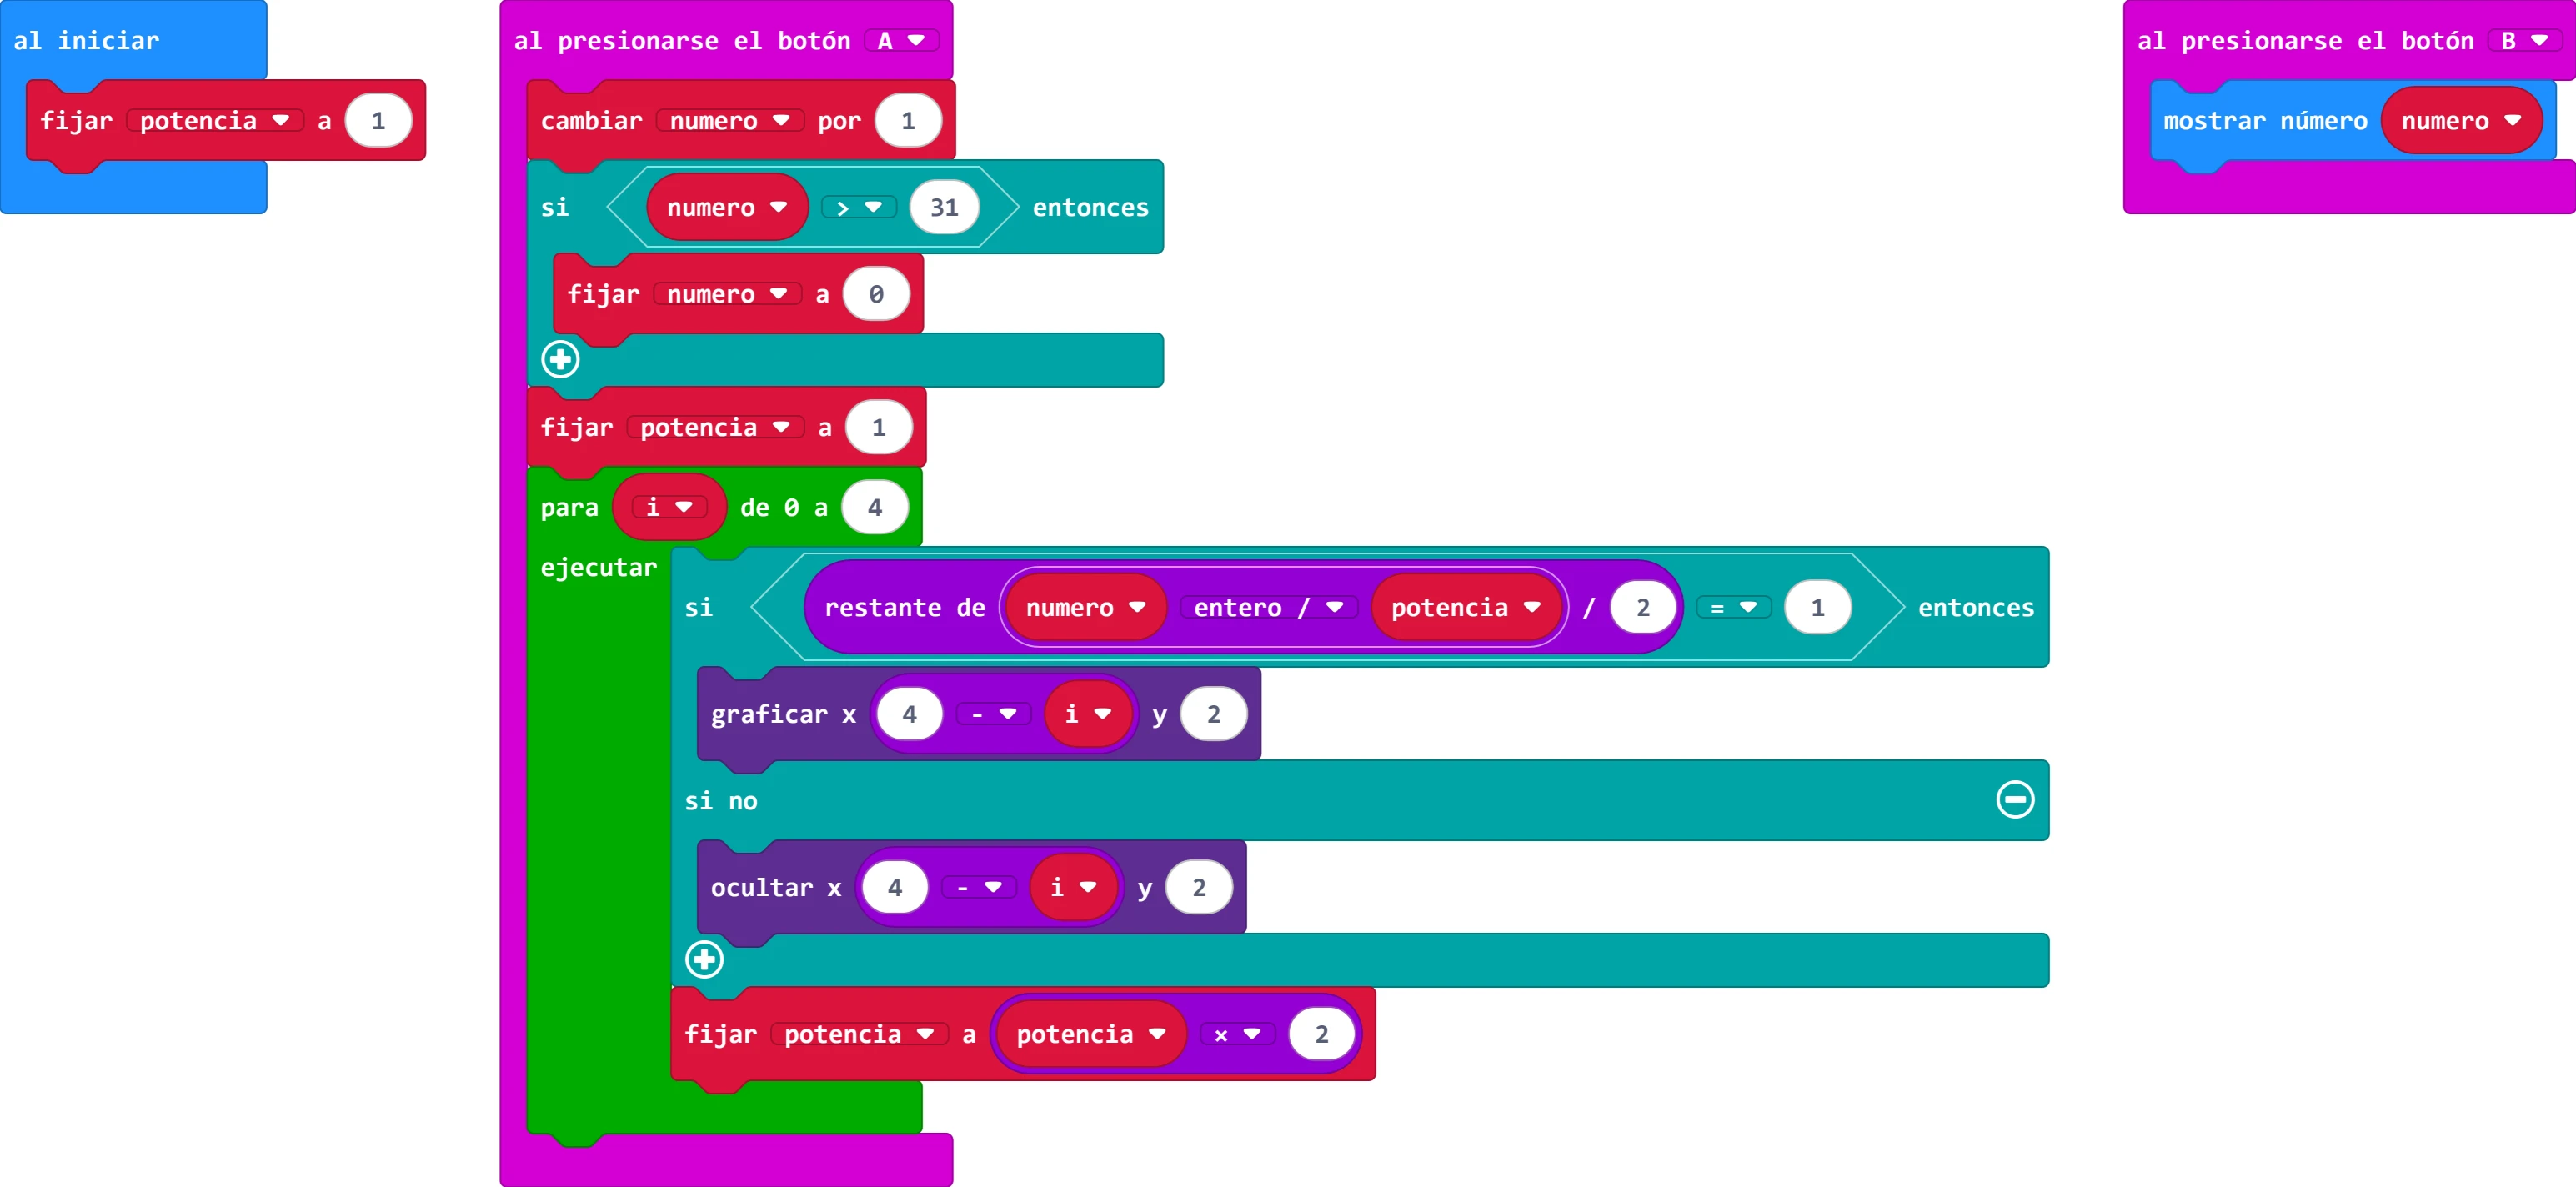 al iniciar
fijar potencia a 1
al presionarse el botón A
cambiar numero por 1
si numero > 31 entonces
fijar numero a 0
fijar potencia a 1
para i de 0 a 4
ejecutar
si restante de numero entero / potencia / 2 = 1 entonces
graficar x 4 - i y 2
si no
ocultar x 4 - i y 2
fijar potencia a potencia × 2
al presionarse el botón B
mostrar número numero